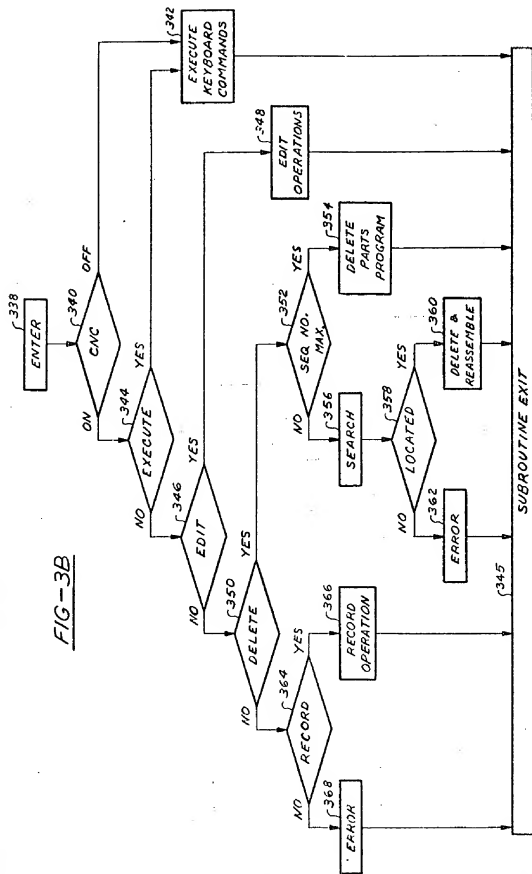 FIG-3B
338
ENTER
340
CNC
ON
OFF
342
EXECUTE
KEYBOARD
COMMANDS
344
EXECUTE
NO
YES
346
EDIT
NO
YES
348
EDIT
OPERATIONS
350
DELETE
NO
YES
352
SEQ. NO.
MAX.
NO
YES
354
DELETE
PARTS
PROGRAM
356
SEARCH
358
LOCATED
NO
YES
360
DELETE &
REASSEMBLE
362
ERROR
364
RECORD
NO
YES
366
RECORD
OPERATION
368
ERROR
345
SUBROUTINE EXIT